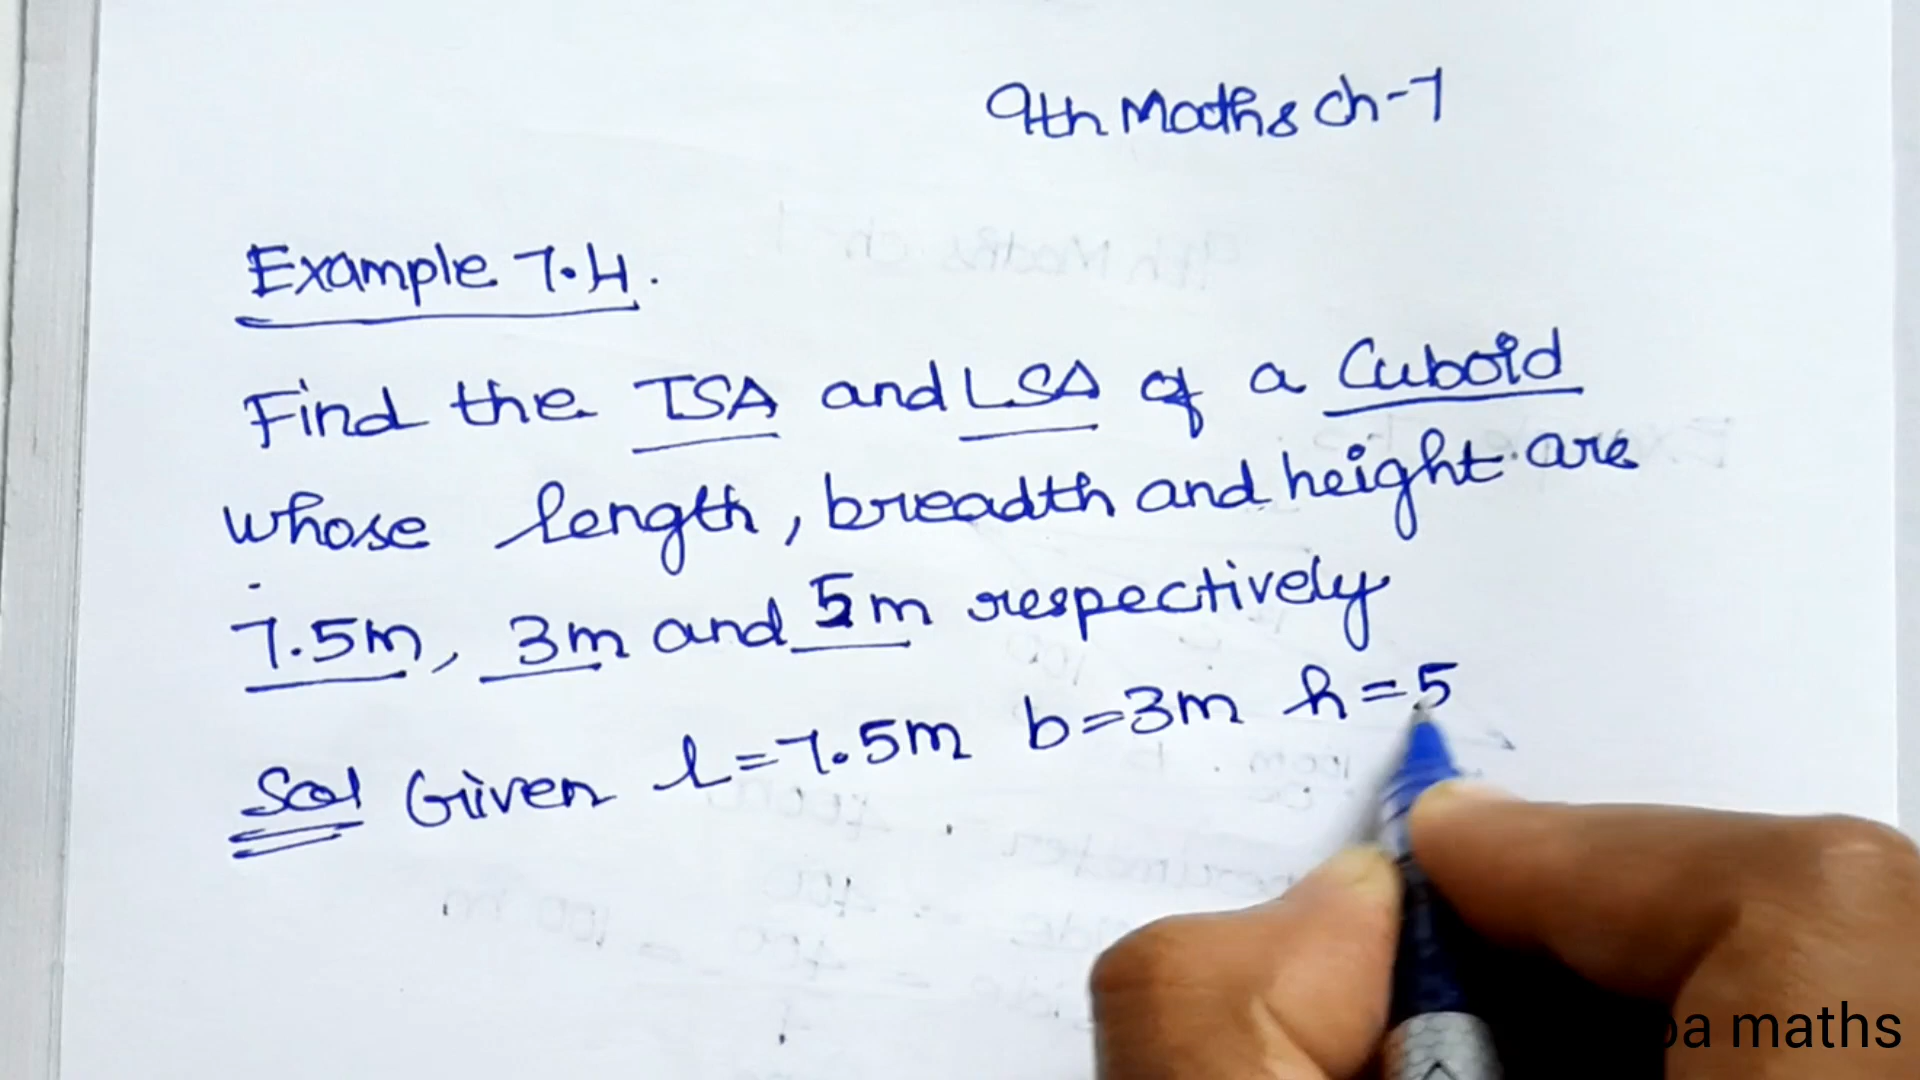 9th Maths ch-7
Example 7.4.
Find the TSA and LSA of a Cuboid
whose length, breadth and height are
7.5m, 3m and 5m respectively
Sol Given l=7.5m b=3m h=5
maths